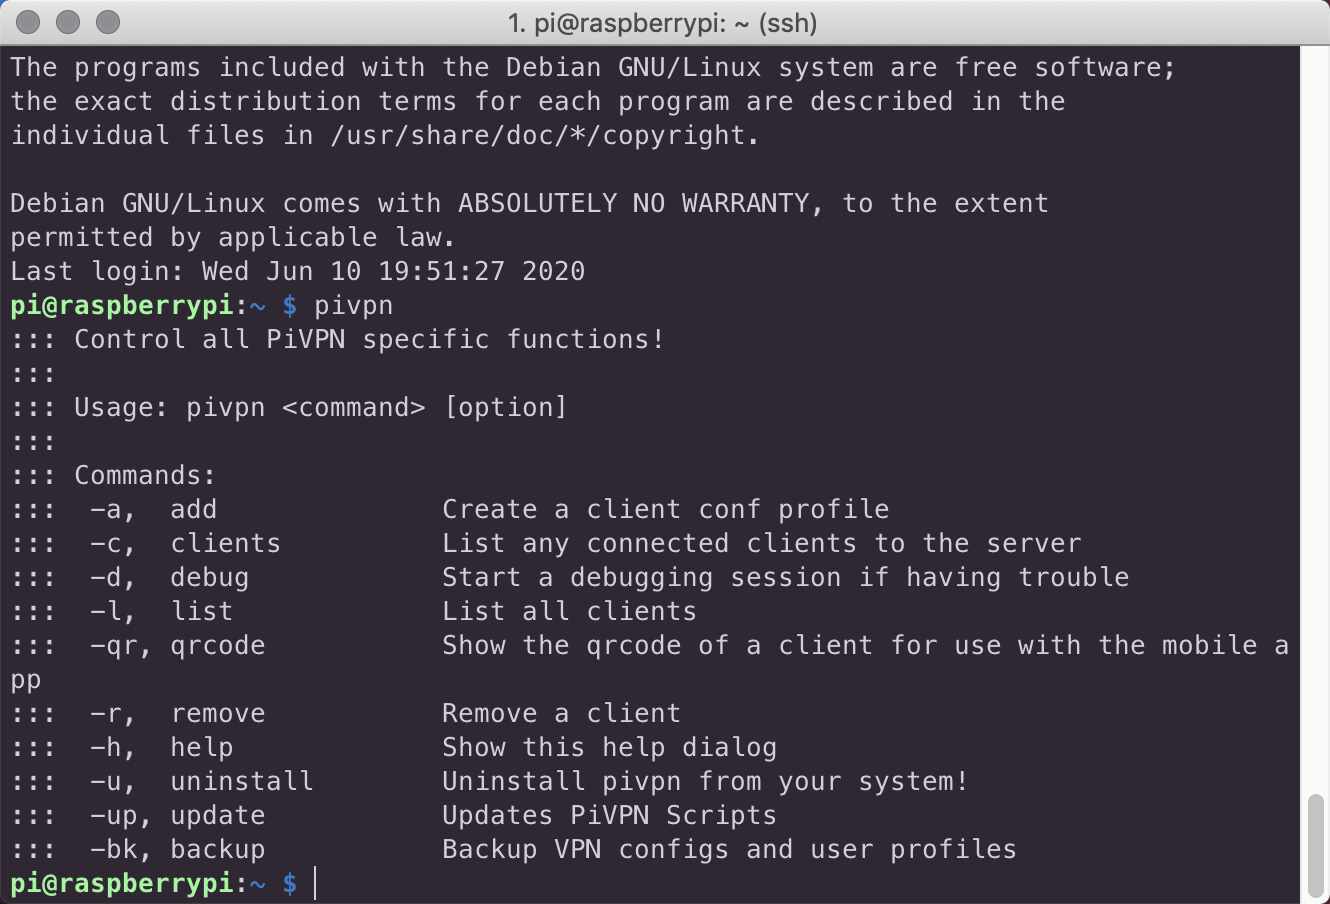 1. pi@raspberrypi: ~ (ssh)
The programs included with the Debian GNU/Linux system are free software;
the exact distribution terms for each program are described in the
individual files in /usr/share/doc/*/copyright.
Debian GNU/Linux comes with ABSOLUTELY NO WARRANTY, to the extent
permitted by applicable law.
Last login: Wed Jun 10 19:51:27 2020
pi@raspberrypi:~ $ pivpn
::: Control all PiVPN specific functions!
:::
::: Usage: pivpn <command> [option]
:::
::: Commands:
:::  -a,  add              Create a client conf profile
:::  -c,  clients          List any connected clients to the server
:::  -d,  debug            Start a debugging session if having trouble
:::  -l,  list             List all clients
:::  -qr, qrcode           Show the qrcode of a client for use with the mobile a
pp
:::  -r,  remove           Remove a client
:::  -h,  help             Show this help dialog
:::  -u,  uninstall        Uninstall pivpn from your system!
:::  -up, update           Updates PiVPN Scripts
:::  -bk, backup           Backup VPN configs and user profiles
pi@raspberrypi:~ $